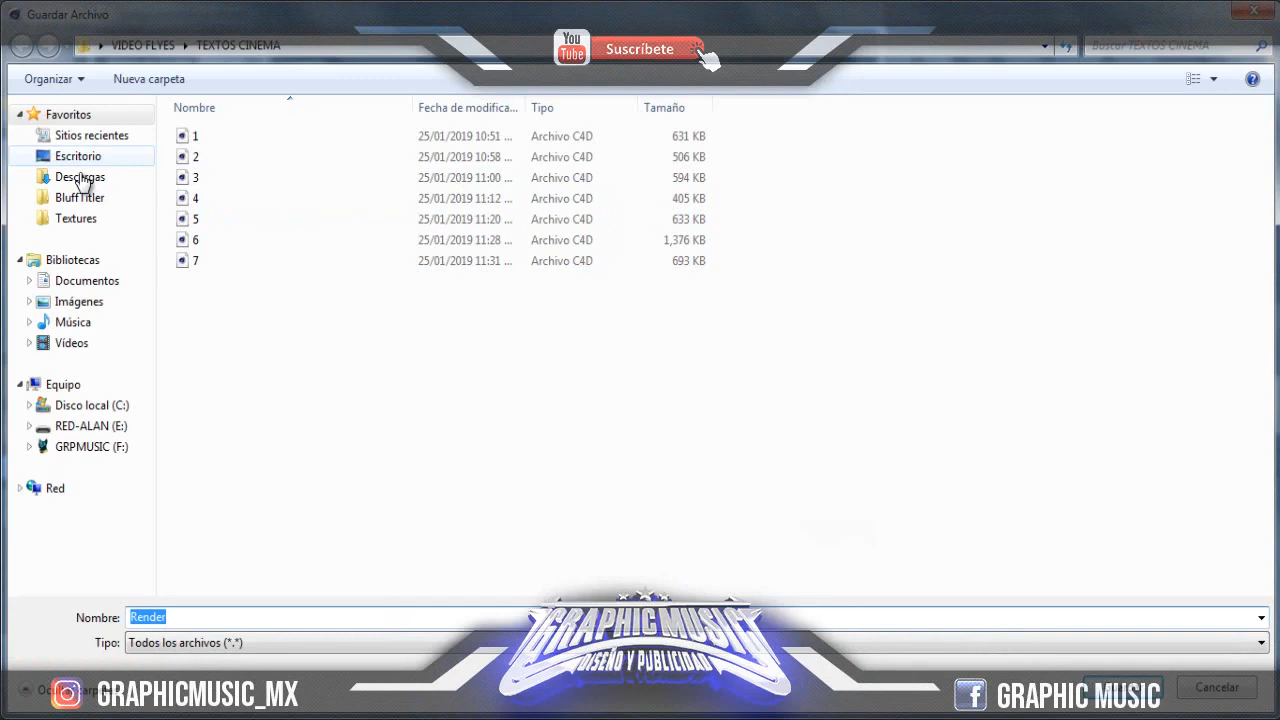 Guardar Archivo
VIDEO FLYES
TEXTOS CINEMA
You
Tube
Suscríbete
Buscar TEXTOS CINEMA
Organizar
Nueva carpeta
Nombre
Fecha de modifica...
Tipo
Tamaño
Favoritos
Sitios recientes
Escritorio
Descargas
BluffTitler
Textures
Bibliotecas
Documentos
Imágenes
Música
Vídeos
Equipo
Disco local (C:)
RED-ALAN (E:)
GRPMUSIC (F:)
Red
1 25/01/2019 10:51 ... Archivo C4D 631 KB
2 25/01/2019 10:58 ... Archivo C4D 506 KB
3 25/01/2019 11:00 ... Archivo C4D 594 KB
4 25/01/2019 11:12 ... Archivo C4D 405 KB
5 25/01/2019 11:20 ... Archivo C4D 633 KB
6 25/01/2019 11:28 ... Archivo C4D 1,376 KB
7 25/01/2019 11:31 ... Archivo C4D 693 KB
Nombre: Render
Tipo: Todos los archivos (*.*)
GRAPHIC MUSIC
DISEÑO Y PUBLICIDAD
GRAPHICMUSIC_MX
GRAPHIC MUSIC
Cancelar